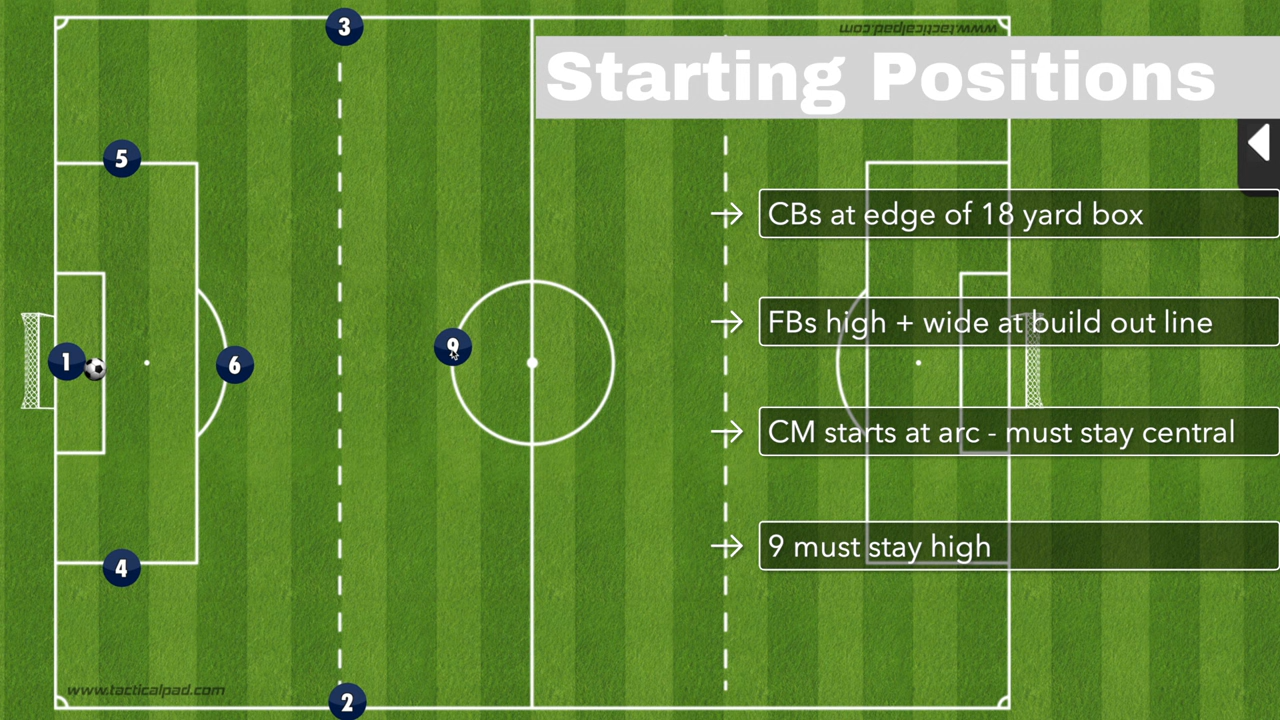 3
www.tacticalpad.com
Starting Positions
5
CBs at edge of 18 yard box
FBs high + wide at build out line
9
1
6
CM starts at arc - must stay central
9 must stay high
4
www.tacticalpad.com
2